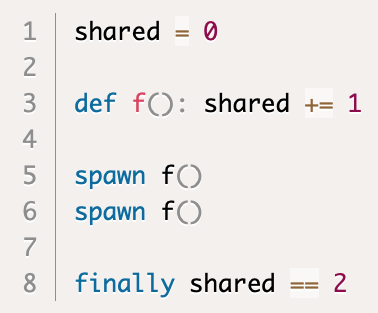 1 shared = 0
2
3 def f(): shared += 1
4
5 spawn f()
6 spawn f()
7
8 finally shared == 2